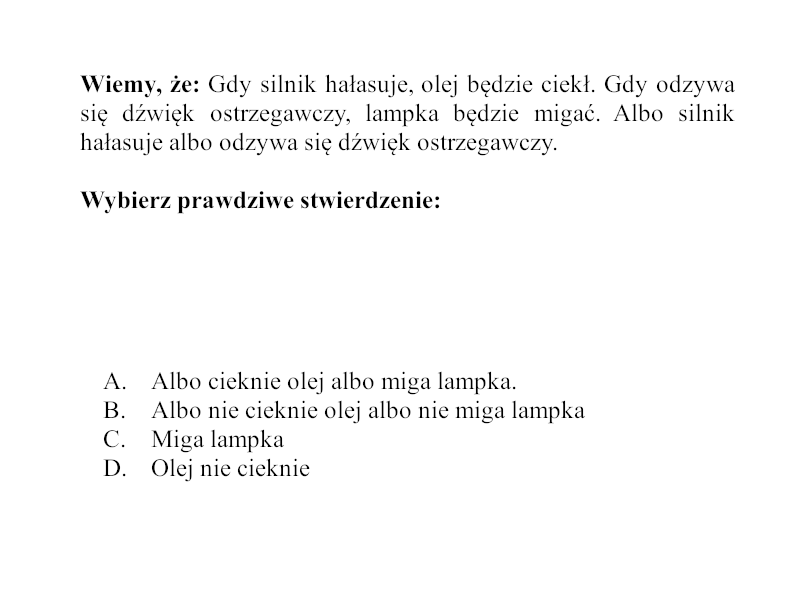 Wiemy, że: Gdy silnik hałasuje, olej będzie ciekł. Gdy odzywa
się dźwięk ostrzegawczy, lampka będzie migać. Albo silnik
hałasuje albo odzywa się dźwięk ostrzegawczy.
Wybierz prawdziwe stwierdzenie:
A. Albo cieknie olej albo miga lampka.
B. Albo nie cieknie olej albo nie miga lampka
C. Miga lampka
D. Olej nie cieknie